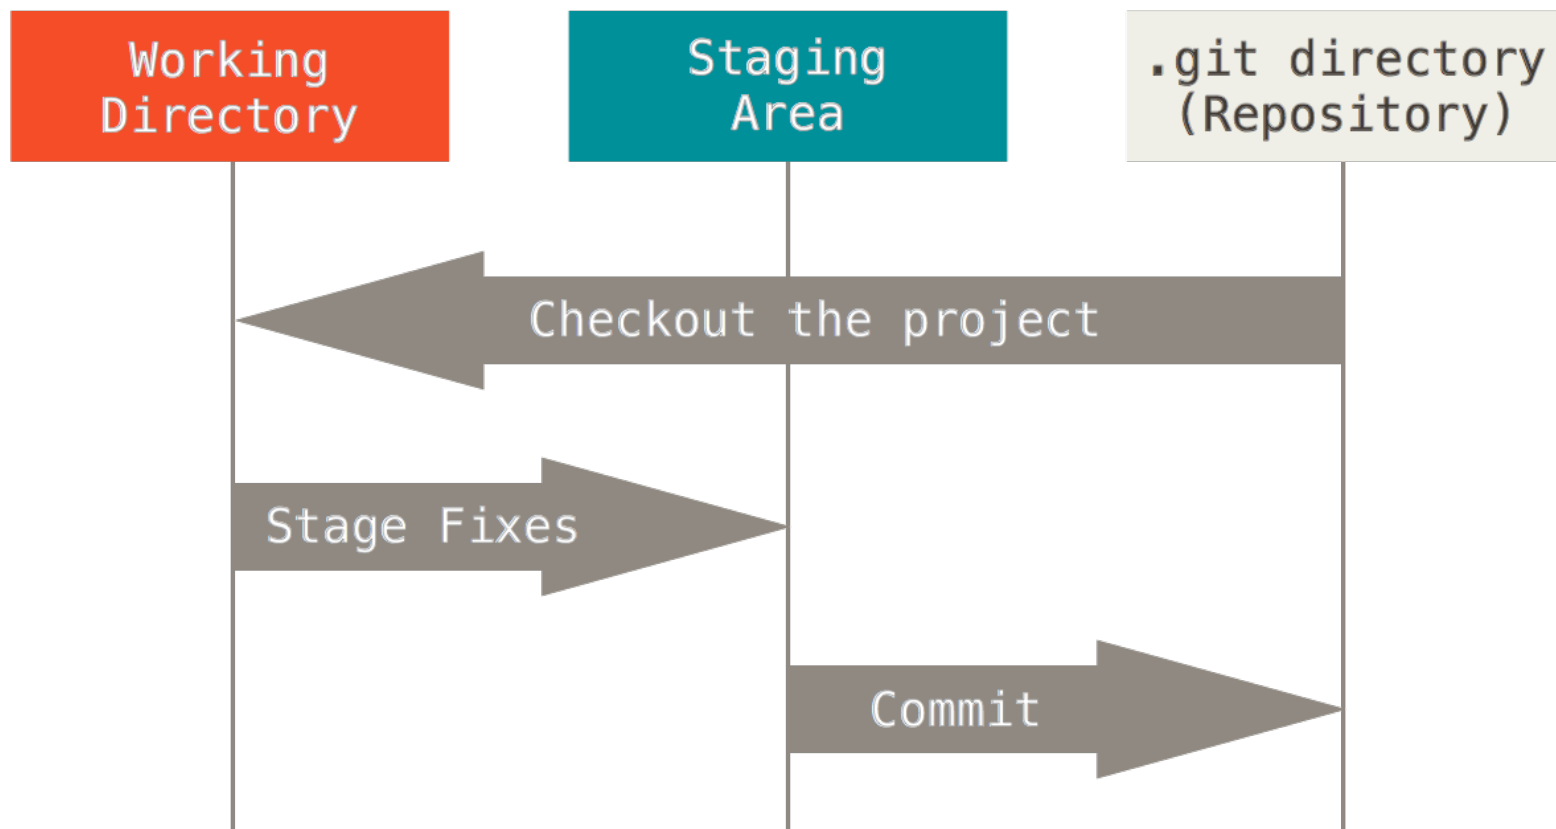 Working
Directory
Staging
Area
.git directory
(Repository)
Checkout the project
Stage Fixes
Commit